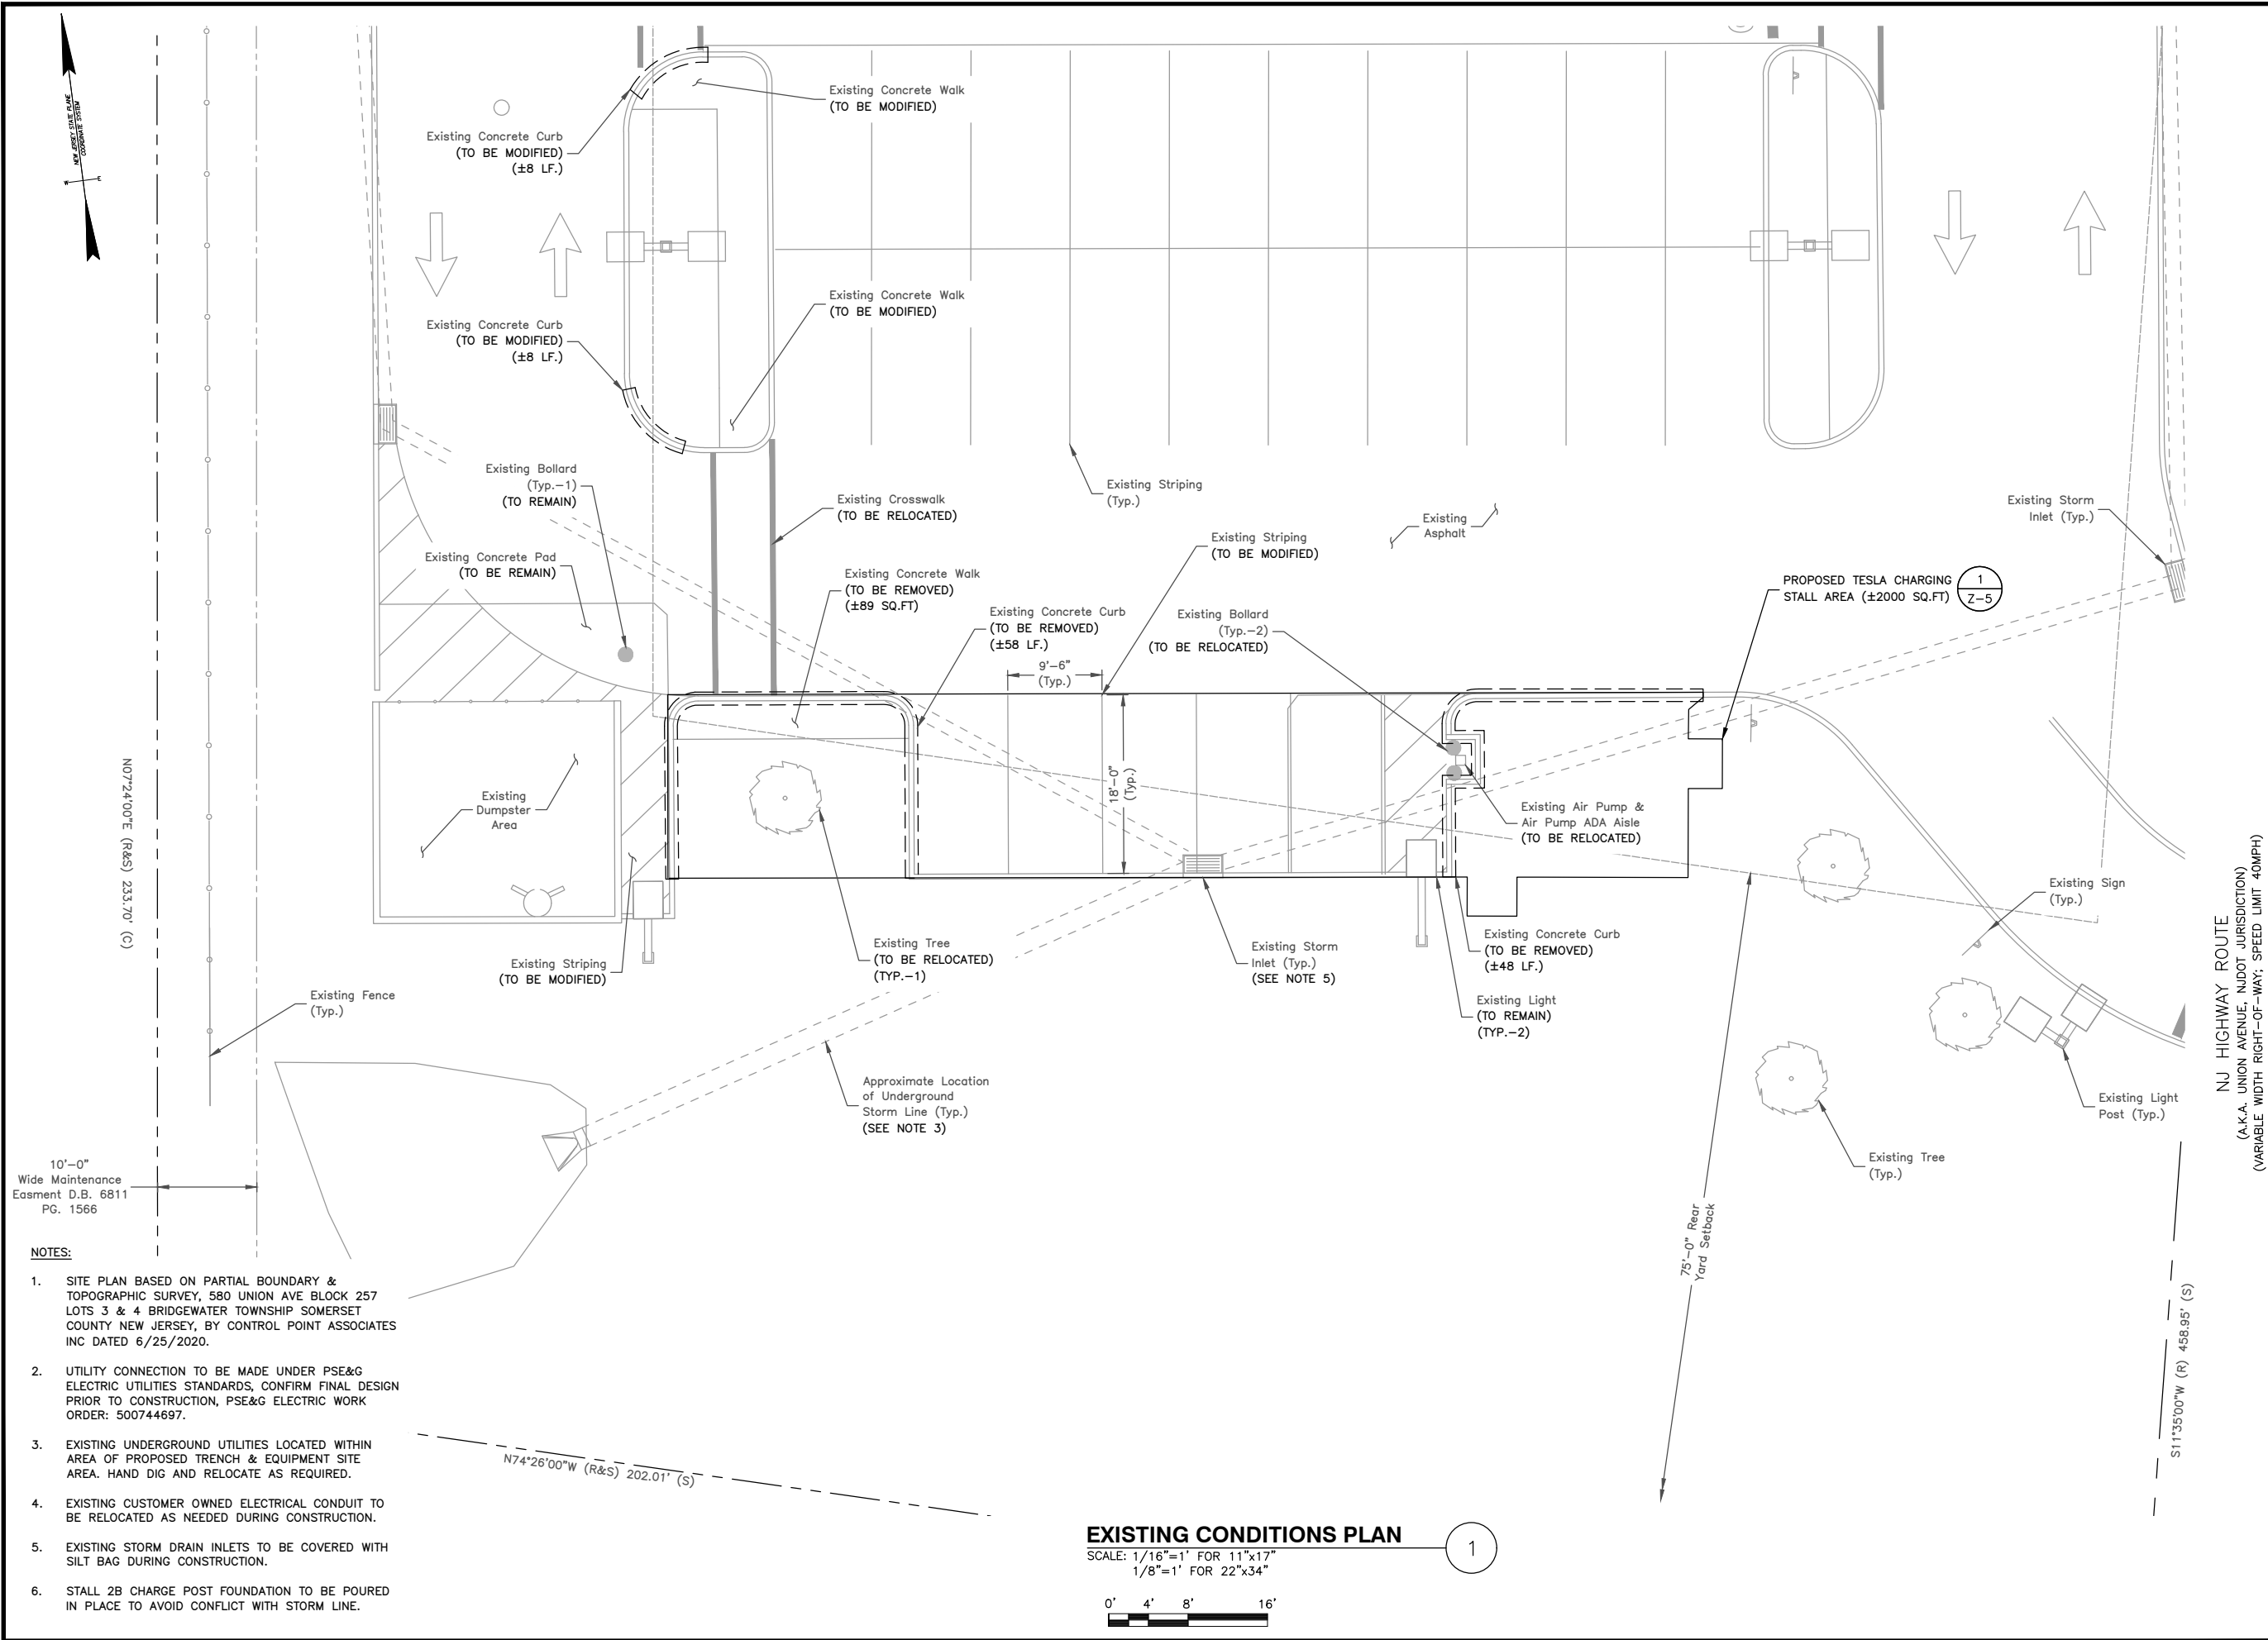 NEW JERSEY STATE PLANE
COORDINATE SYSTEM
W
E
Existing Concrete Walk
(TO BE MODIFIED)
Existing Concrete Curb
(TO BE MODIFIED)
(±8 LF.)
Existing Concrete Walk
(TO BE MODIFIED)
Existing Concrete Curb
(TO BE MODIFIED)
(±8 LF.)
Existing Bollard
(Typ.-1)
(TO REMAIN)
Existing Crosswalk
(TO BE RELOCATED)
Existing Striping
(Typ.)
Existing
Asphalt
Existing Storm
Inlet (Typ.)
Existing Striping
(TO BE MODIFIED)
Existing Concrete Pad
(TO BE REMAIN)
Existing Concrete Walk
(TO BE REMOVED)
(±89 SQ.FT)
Existing Concrete Curb
(TO BE REMOVED)
(±58 LF.)
Existing Bollard
(Typ.-2)
(TO BE RELOCATED)
PROPOSED TESLA CHARGING
STALL AREA (±2000 SQ.FT)
1
Z-5
9'-6"
(Typ.)
18'-0"
(Typ.)
Existing
Dumpster
Area
Existing Air Pump &
Air Pump ADA Aisle
(TO BE RELOCATED)
N07°24'00"E (R&S) 233.70' (C)
Existing Striping
(TO BE MODIFIED)
Existing Tree
(TO BE RELOCATED)
(TYP.-1)
Existing Storm
Inlet (Typ.)
(SEE NOTE 5)
Existing Concrete Curb
(TO BE REMOVED)
(±48 LF.)
Existing Light
(TO REMAIN)
(TYP.-2)
Existing Sign
(Typ.)
Existing Fence
(Typ.)
Approximate Location
of Underground
Storm Line (Typ.)
(SEE NOTE 3)
Existing Light
Post (Typ.)
Existing Tree
(Typ.)
NJ HIGHWAY ROUTE
(A.K.A. UNION AVENUE, NJDOT JURISDICTION)
(VARIABLE WIDTH RIGHT-OF-WAY; SPEED LIMIT 40MPH)
10'-0"
Wide Maintenance
Easment D.B. 6811
PG. 1566
75'-0" Rear
Yard Setback
S11°35'00"W (R) 458.95' (S)
N74°26'00"W (R&S) 202.01' (S)
NOTES:
1. SITE PLAN BASED ON PARTIAL BOUNDARY &
TOPOGRAPHIC SURVEY, 580 UNION AVE BLOCK 257
LOTS 3 & 4 BRIDGEWATER TOWNSHIP SOMERSET
COUNTY NEW JERSEY, BY CONTROL POINT ASSOCIATES
INC DATED 6/25/2020.
2. UTILITY CONNECTION TO BE MADE UNDER PSE&G
ELECTRIC UTILITIES STANDARDS, CONFIRM FINAL DESIGN
PRIOR TO CONSTRUCTION, PSE&G ELECTRIC WORK
ORDER: 500744697.
3. EXISTING UNDERGROUND UTILITIES LOCATED WITHIN
AREA OF PROPOSED TRENCH & EQUIPMENT SITE
AREA. HAND DIG AND RELOCATE AS REQUIRED.
4. EXISTING CUSTOMER OWNED ELECTRICAL CONDUIT TO
BE RELOCATED AS NEEDED DURING CONSTRUCTION.
5. EXISTING STORM DRAIN INLETS TO BE COVERED WITH
SILT BAG DURING CONSTRUCTION.
6. STALL 2B CHARGE POST FOUNDATION TO BE POURED
IN PLACE TO AVOID CONFLICT WITH STORM LINE.
EXISTING CONDITIONS PLAN
1
SCALE: 1/16"=1' FOR 11"x17"
1/8"=1' FOR 22"x34"
0' 4' 8' 16'